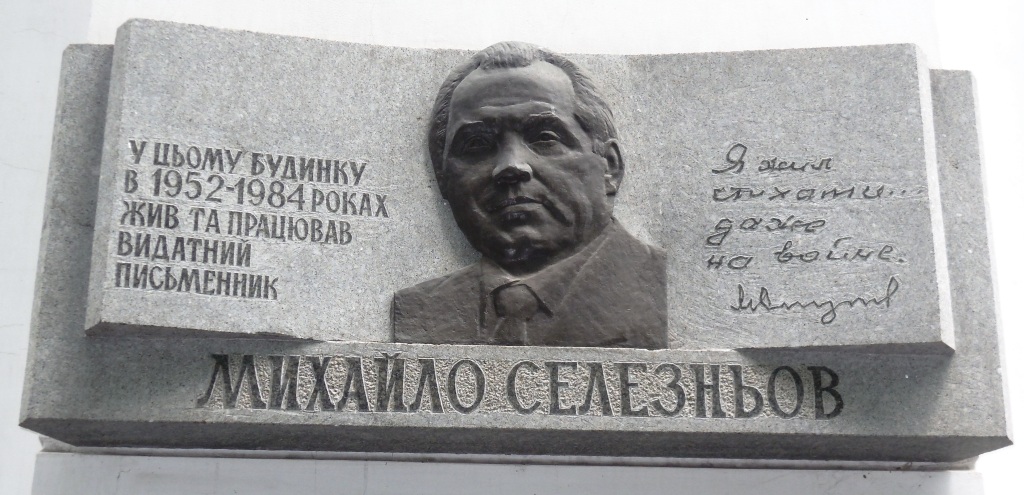 У ЦЬОМУ БУДИНКУ
В 1952-1984 РОКАХ
ЖИВ ТА ПРАЦЮВАВ
ВИДАТНИЙ
ПИСЬМЕННИК
Я жил
стихами...
даже
на войне.
МИХАЙЛО СЕЛЕЗНЬОВ